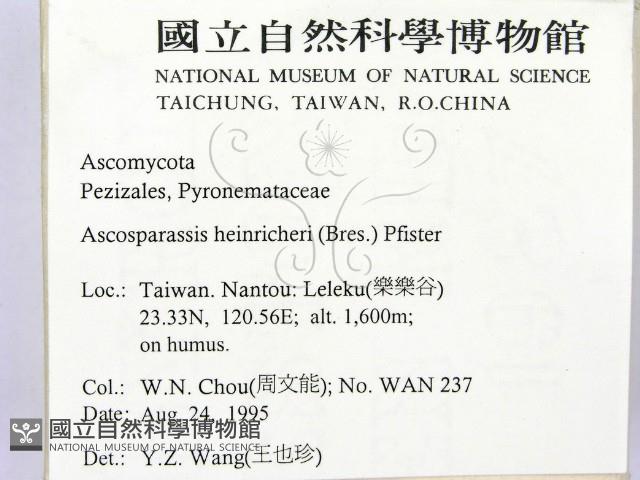 國立自然科學博物館
NATIONAL MUSEUM OF NATURAL SCIENCE
TAICHUNG, TAIWAN, R.O.CHINA
Ascomycota
Pezizales, Pyronemataceae
Ascosparassis heinricheri (Bres.) Pfister
Loc.: Taiwan. Nantou: Leleku(樂樂谷)
23.33N, 120.56E; alt. 1,600m;
on humus.
Col.: W.N. Chou(周文能); No. WAN 237
Date: Aug. 24, 1995
國立自然科學博物館
NATIONAL MUSEUM OF NATURAL SCIENCE
Det.: Y.Z. Wang(王也珍)